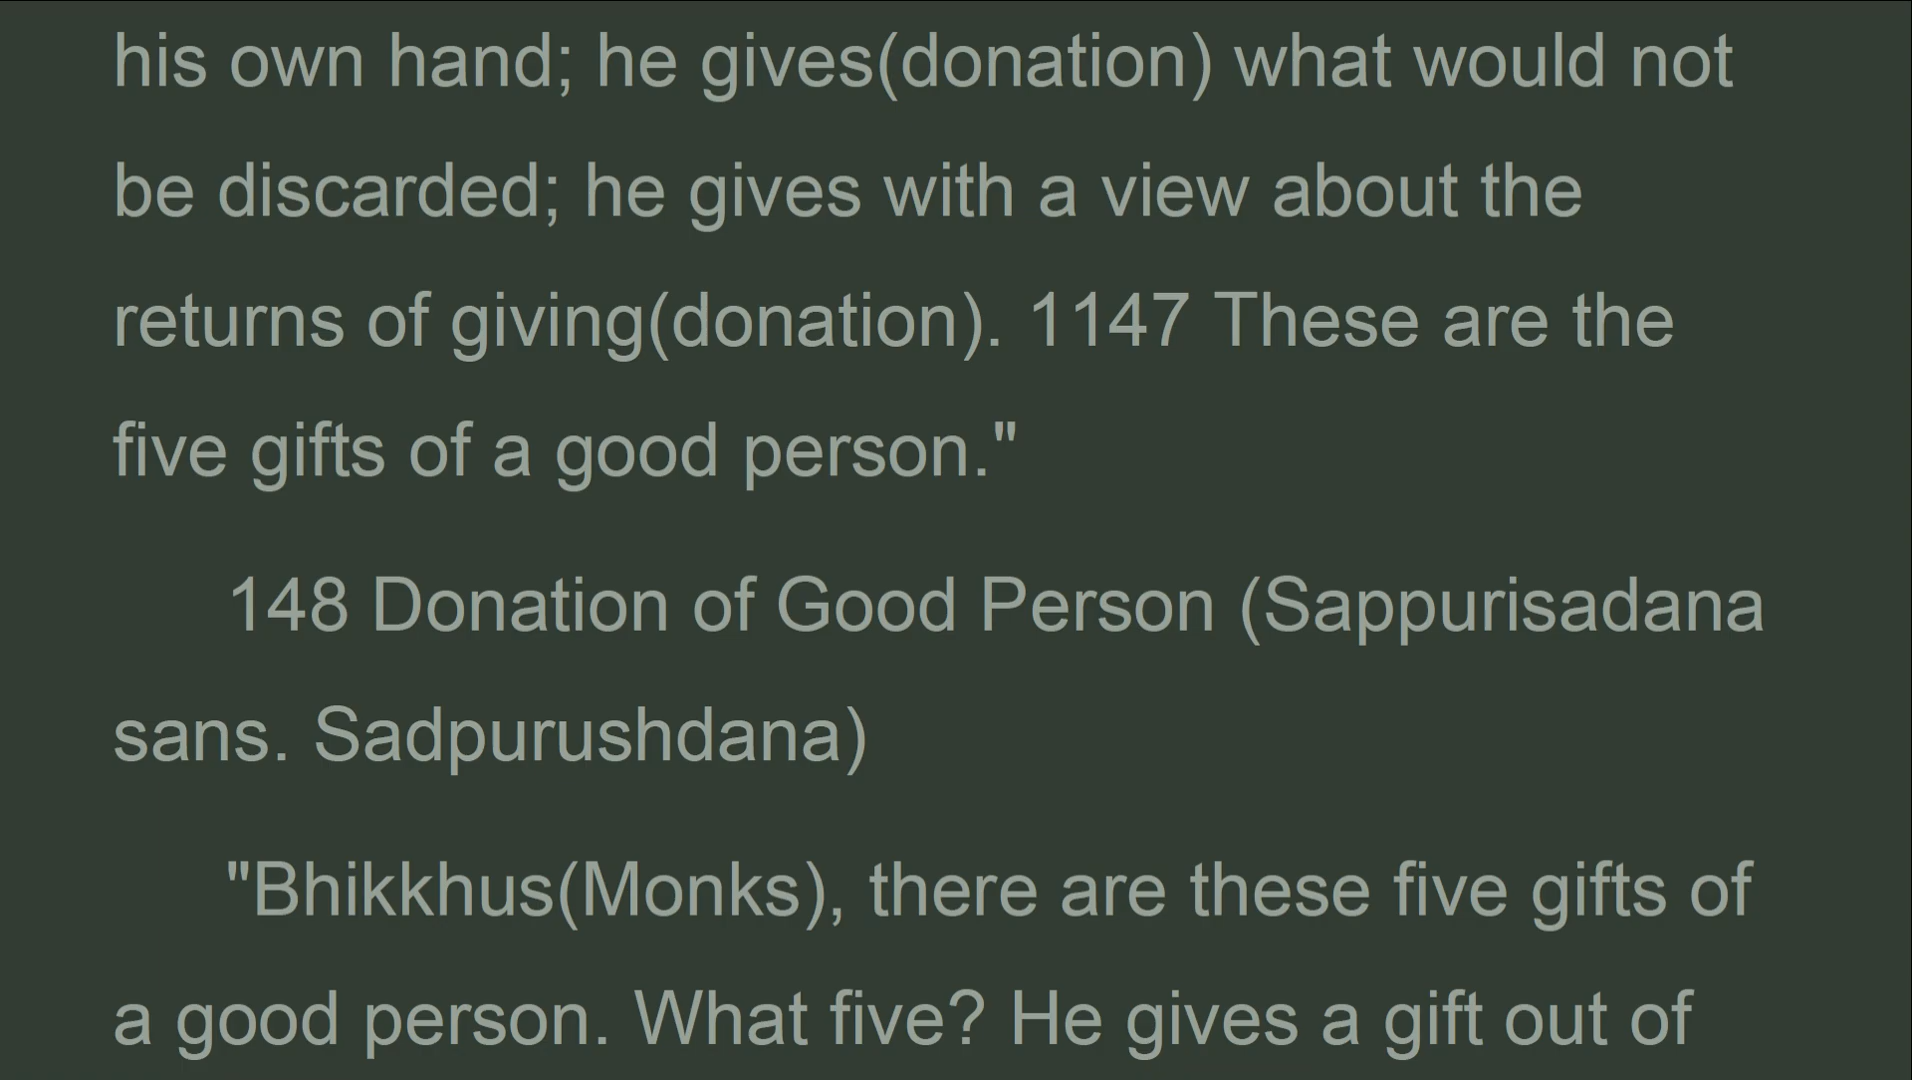 his own hand; he gives(donation) what would not
be discarded; he gives with a view about the
returns of giving(donation). 1147 These are the
five gifts of a good person."
148 Donation of Good Person (Sappurisadana
sans. Sadpurushdana)
"Bhikkhus(Monks), there are these five gifts of
a good person. What five? He gives a gift out of